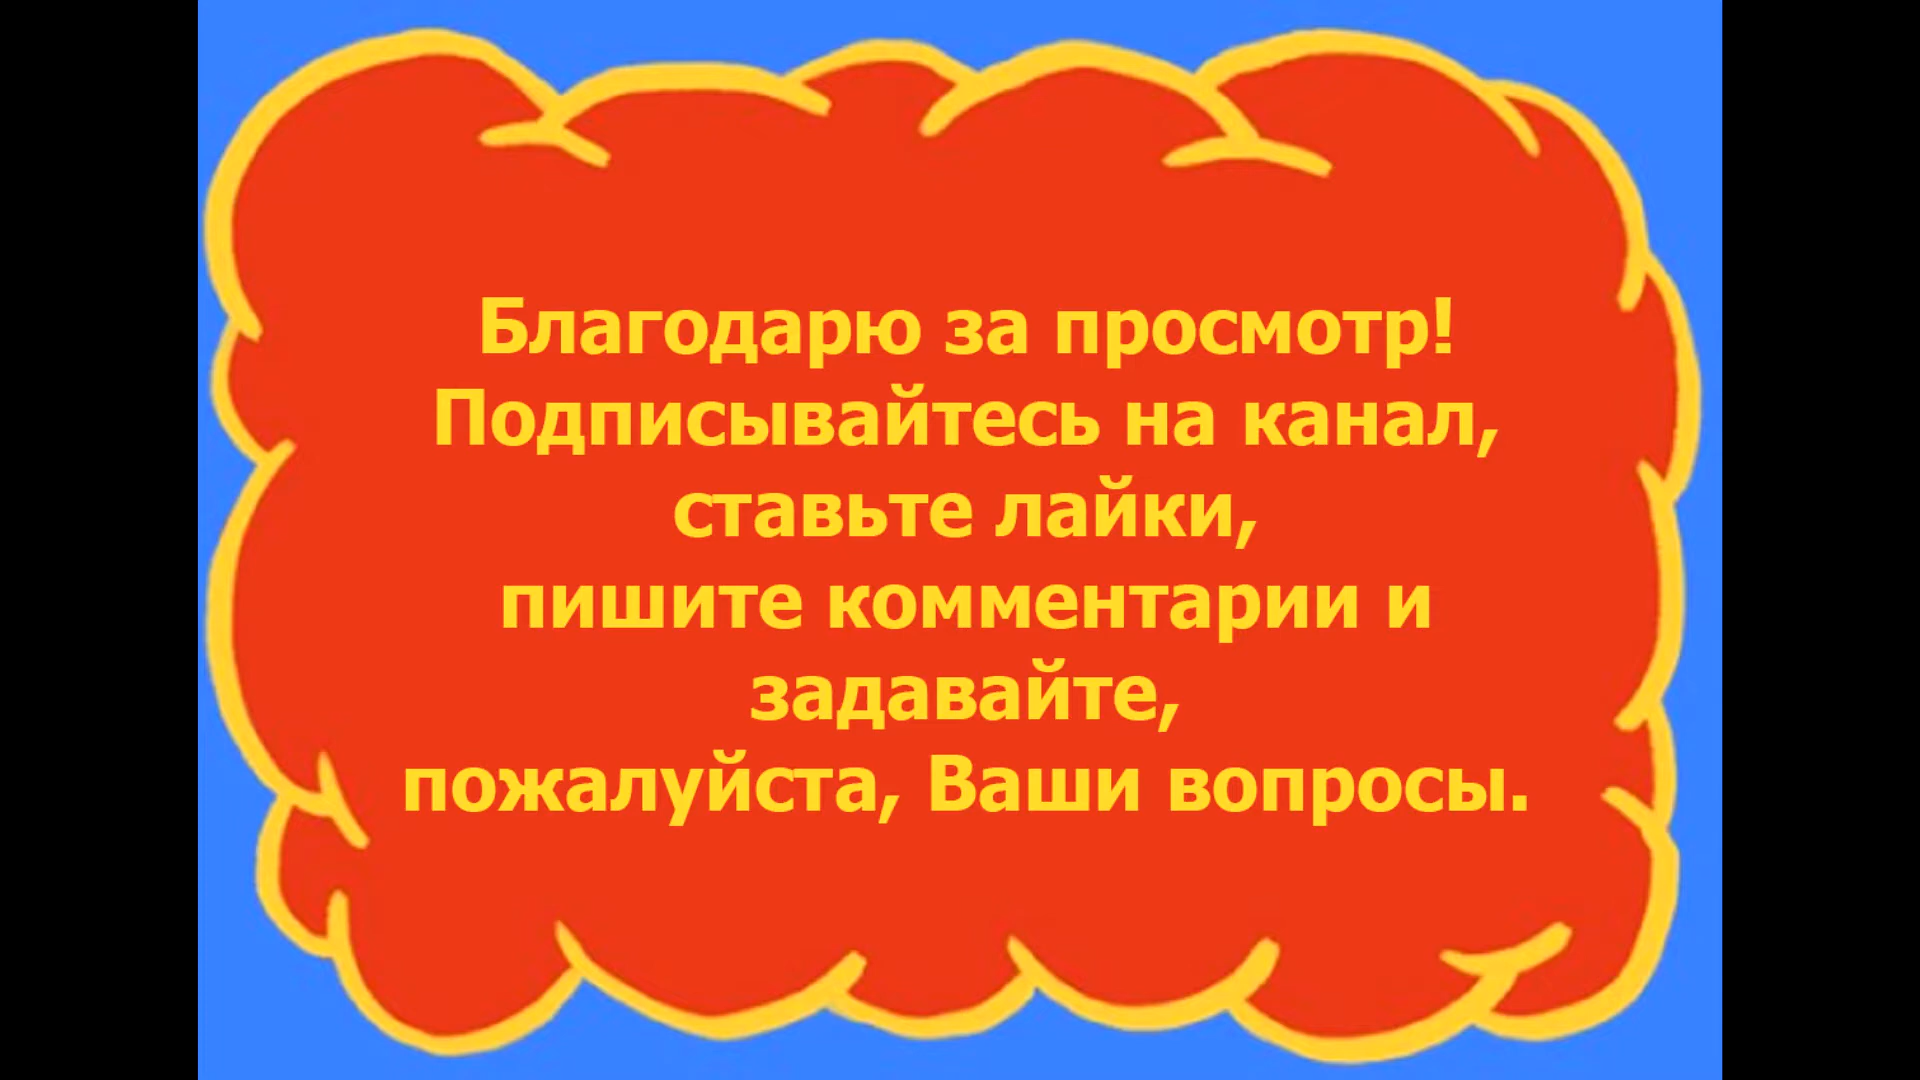 Благодарю за просмотр!
Подписывайтесь на канал,
ставьте лайки,
пишите комментарии и
задавайте,
пожалуйста, Ваши вопросы.